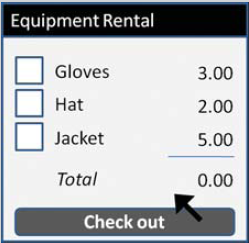 Equipment Rental
Gloves 3.00
Hat 2.00
Jacket 5.00
Total 0.00
Check out